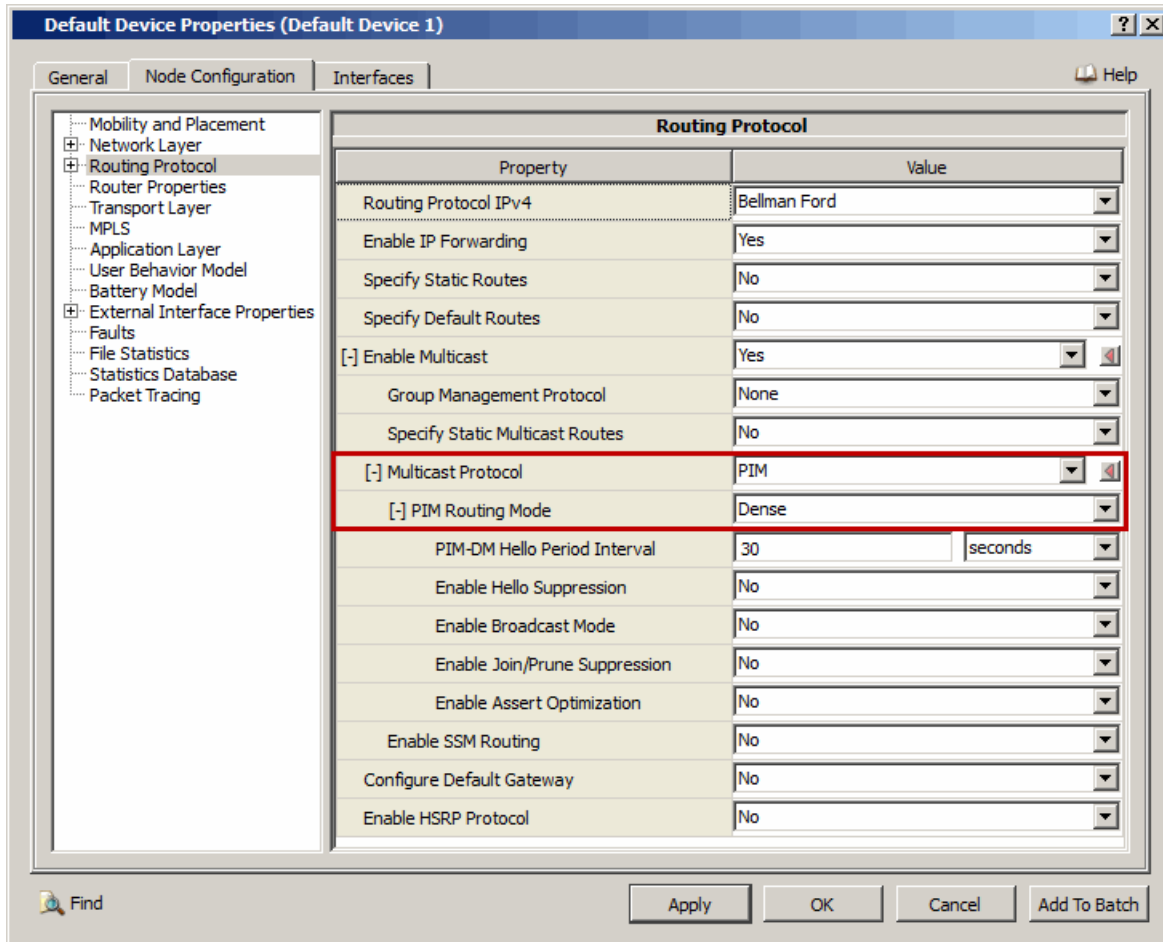 Default Device Properties (Default Device 1)
General Node Configuration Interfaces Help
Mobility and Placement
Network Layer
Routing Protocol
Router Properties
Transport Layer
MPLS
Application Layer
User Behavior Model
Battery Model
External Interface Properties
Faults
File Statistics
Statistics Database
Packet Tracing
Routing Protocol
Property Value
Routing Protocol IPv4 Bellman Ford
Enable IP Forwarding Yes
Specify Static Routes No
Specify Default Routes No
[-] Enable Multicast Yes
Group Management Protocol None
Specify Static Multicast Routes No
[-] Multicast Protocol PIM
[-] PIM Routing Mode Dense
PIM-DM Hello Period Interval 30 seconds
Enable Hello Suppression No
Enable Broadcast Mode No
Enable Join/Prune Suppression No
Enable Assert Optimization No
Enable SSM Routing No
Configure Default Gateway No
Enable HSRP Protocol No
Find Apply OK Cancel Add To Batch